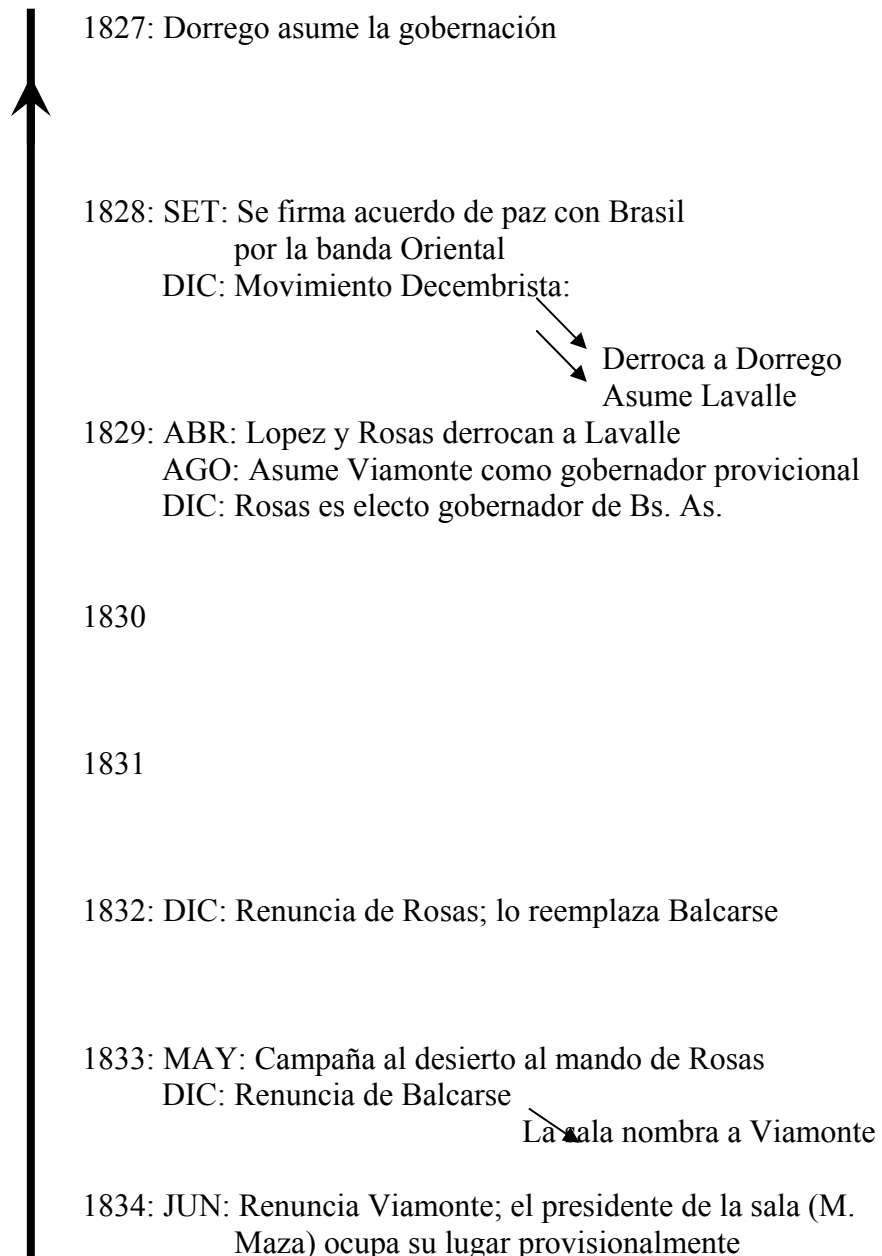 1827: Dorrego asume la gobernación
1828: SET: Se firma acuerdo de paz con Brasil
por la banda Oriental
DIC: Movimiento Decembrista:
Derroca a Dorrego
Asume Lavalle
1829: ABR: Lopez y Rosas derrocan a Lavalle
AGO: Asume Viamonte como gobernador provicional
DIC: Rosas es electo gobernador de Bs. As.
1830
1831
1832: DIC: Renuncia de Rosas; lo reemplaza Balcarse
1833: MAY: Campaña al desierto al mando de Rosas
DIC: Renuncia de Balcarse
La sala nombra a Viamonte
1834: JUN: Renuncia Viamonte; el presidente de la sala (M.
Maza) ocupa su lugar provisionalmente